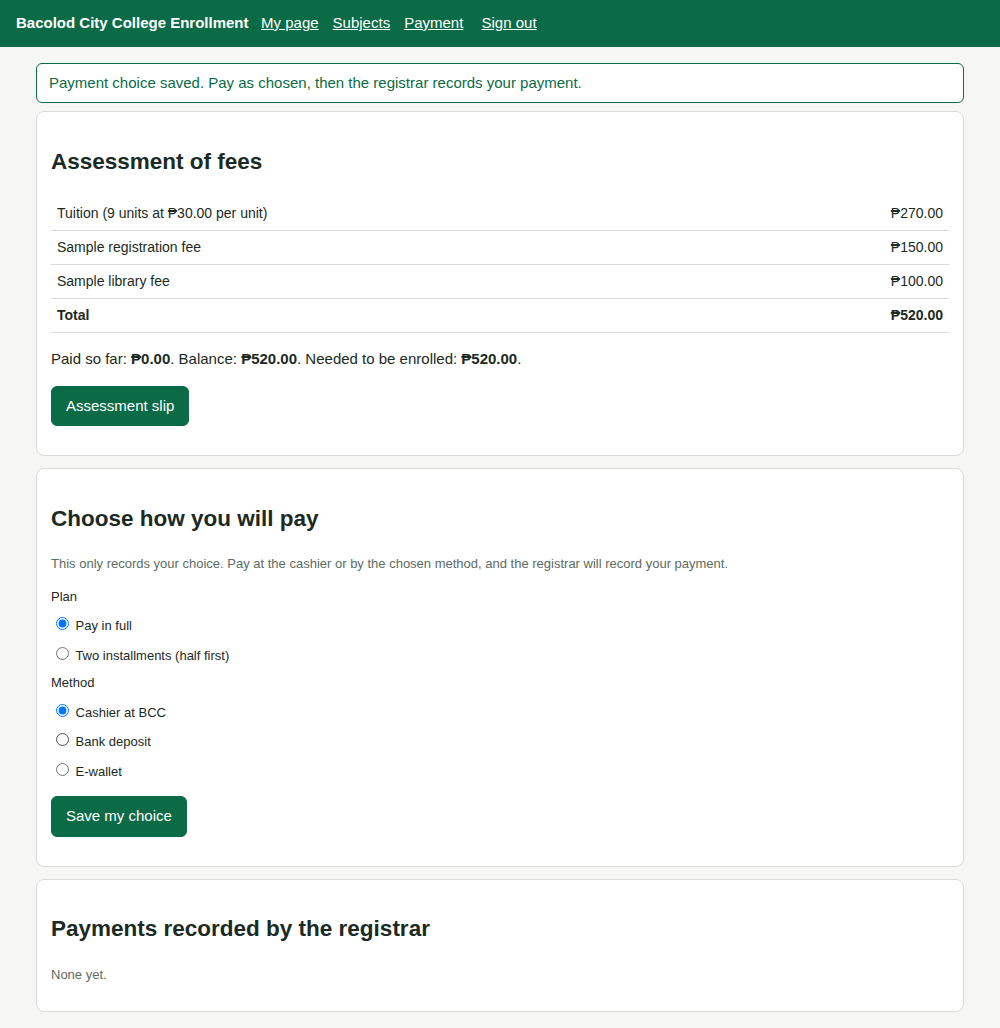 Bacolod City College Enrollment My page Subjects Payment Sign out
Payment choice saved. Pay as chosen, then the registrar records your payment.
Assessment of fees
Tuition (9 units at ₱30.00 per unit) ₱270.00
Sample registration fee ₱150.00
Sample library fee ₱100.00
Total ₱520.00
Paid so far: ₱0.00. Balance: ₱520.00. Needed to be enrolled: ₱520.00.
Assessment slip
Choose how you will pay
This only records your choice. Pay at the cashier or by the chosen method, and the registrar will record your payment.
Plan
Pay in full
Two installments (half first)
Method
Cashier at BCC
Bank deposit
E-wallet
Save my choice
Payments recorded by the registrar
None yet.